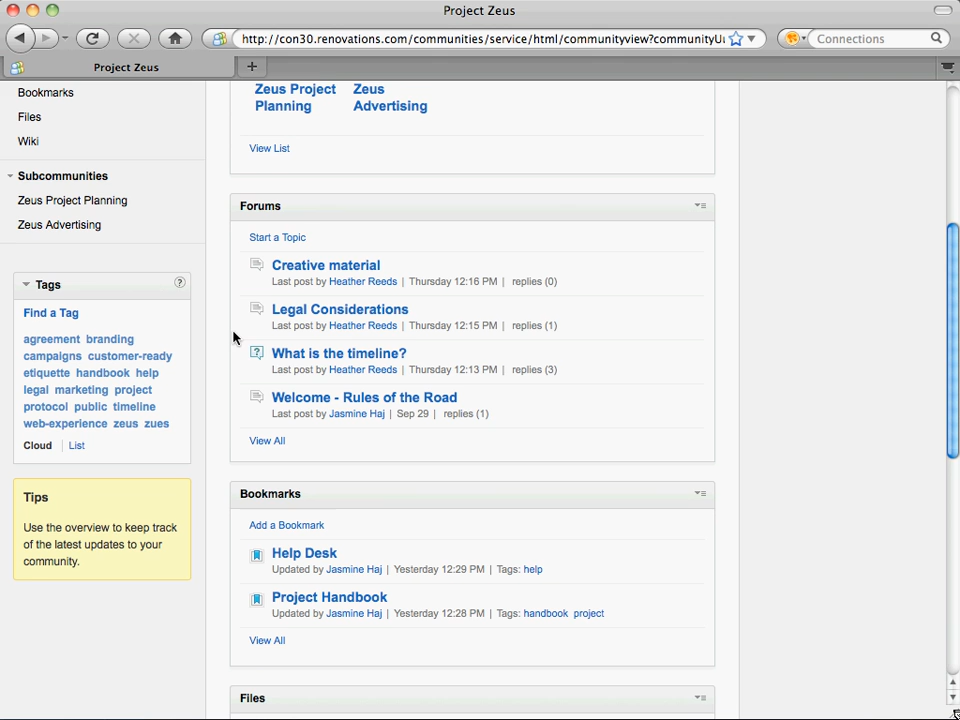 Project Zeus
http://con30.renovations.com/communities/service/html/communityview?communityUu
Connections
Project Zeus
Bookmarks
Files
Wiki
Subcommunities
Zeus Project Planning
Zeus Advertising
Tags
?
Find a Tag
agreement branding
campaigns customer-ready
etiquette handbook help
legal marketing project
protocol public timeline
web-experience zeus zues
Cloud | List
Tips
Use the overview to keep track
of the latest updates to your
community.
Zeus Project Zeus
Planning Advertising
View List
Forums
Start a Topic
Creative material
Last post by Heather Reeds | Thursday 12:16 PM | replies (0)
Legal Considerations
Last post by Heather Reeds | Thursday 12:15 PM | replies (1)
? What is the timeline?
Last post by Heather Reeds | Thursday 12:13 PM | replies (3)
Welcome - Rules of the Road
Last post by Jasmine Haj | Sep 29 | replies (1)
View All
Bookmarks
Add a Bookmark
Help Desk
Updated by Jasmine Haj | Yesterday 12:29 PM | Tags: help
Project Handbook
Updated by Jasmine Haj | Yesterday 12:28 PM | Tags: handbook project
View All
Files